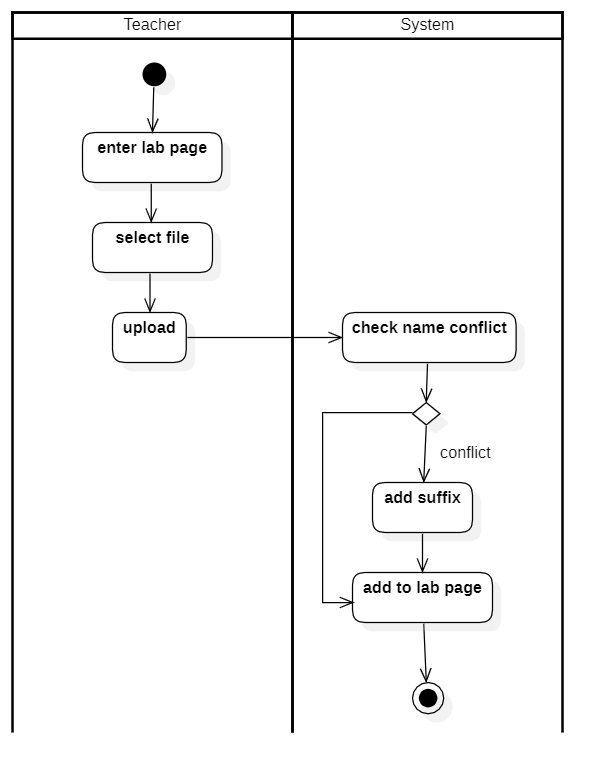 Teacher
System
enter lab page
select file
upload
check name conflict
conflict
add suffix
add to lab page